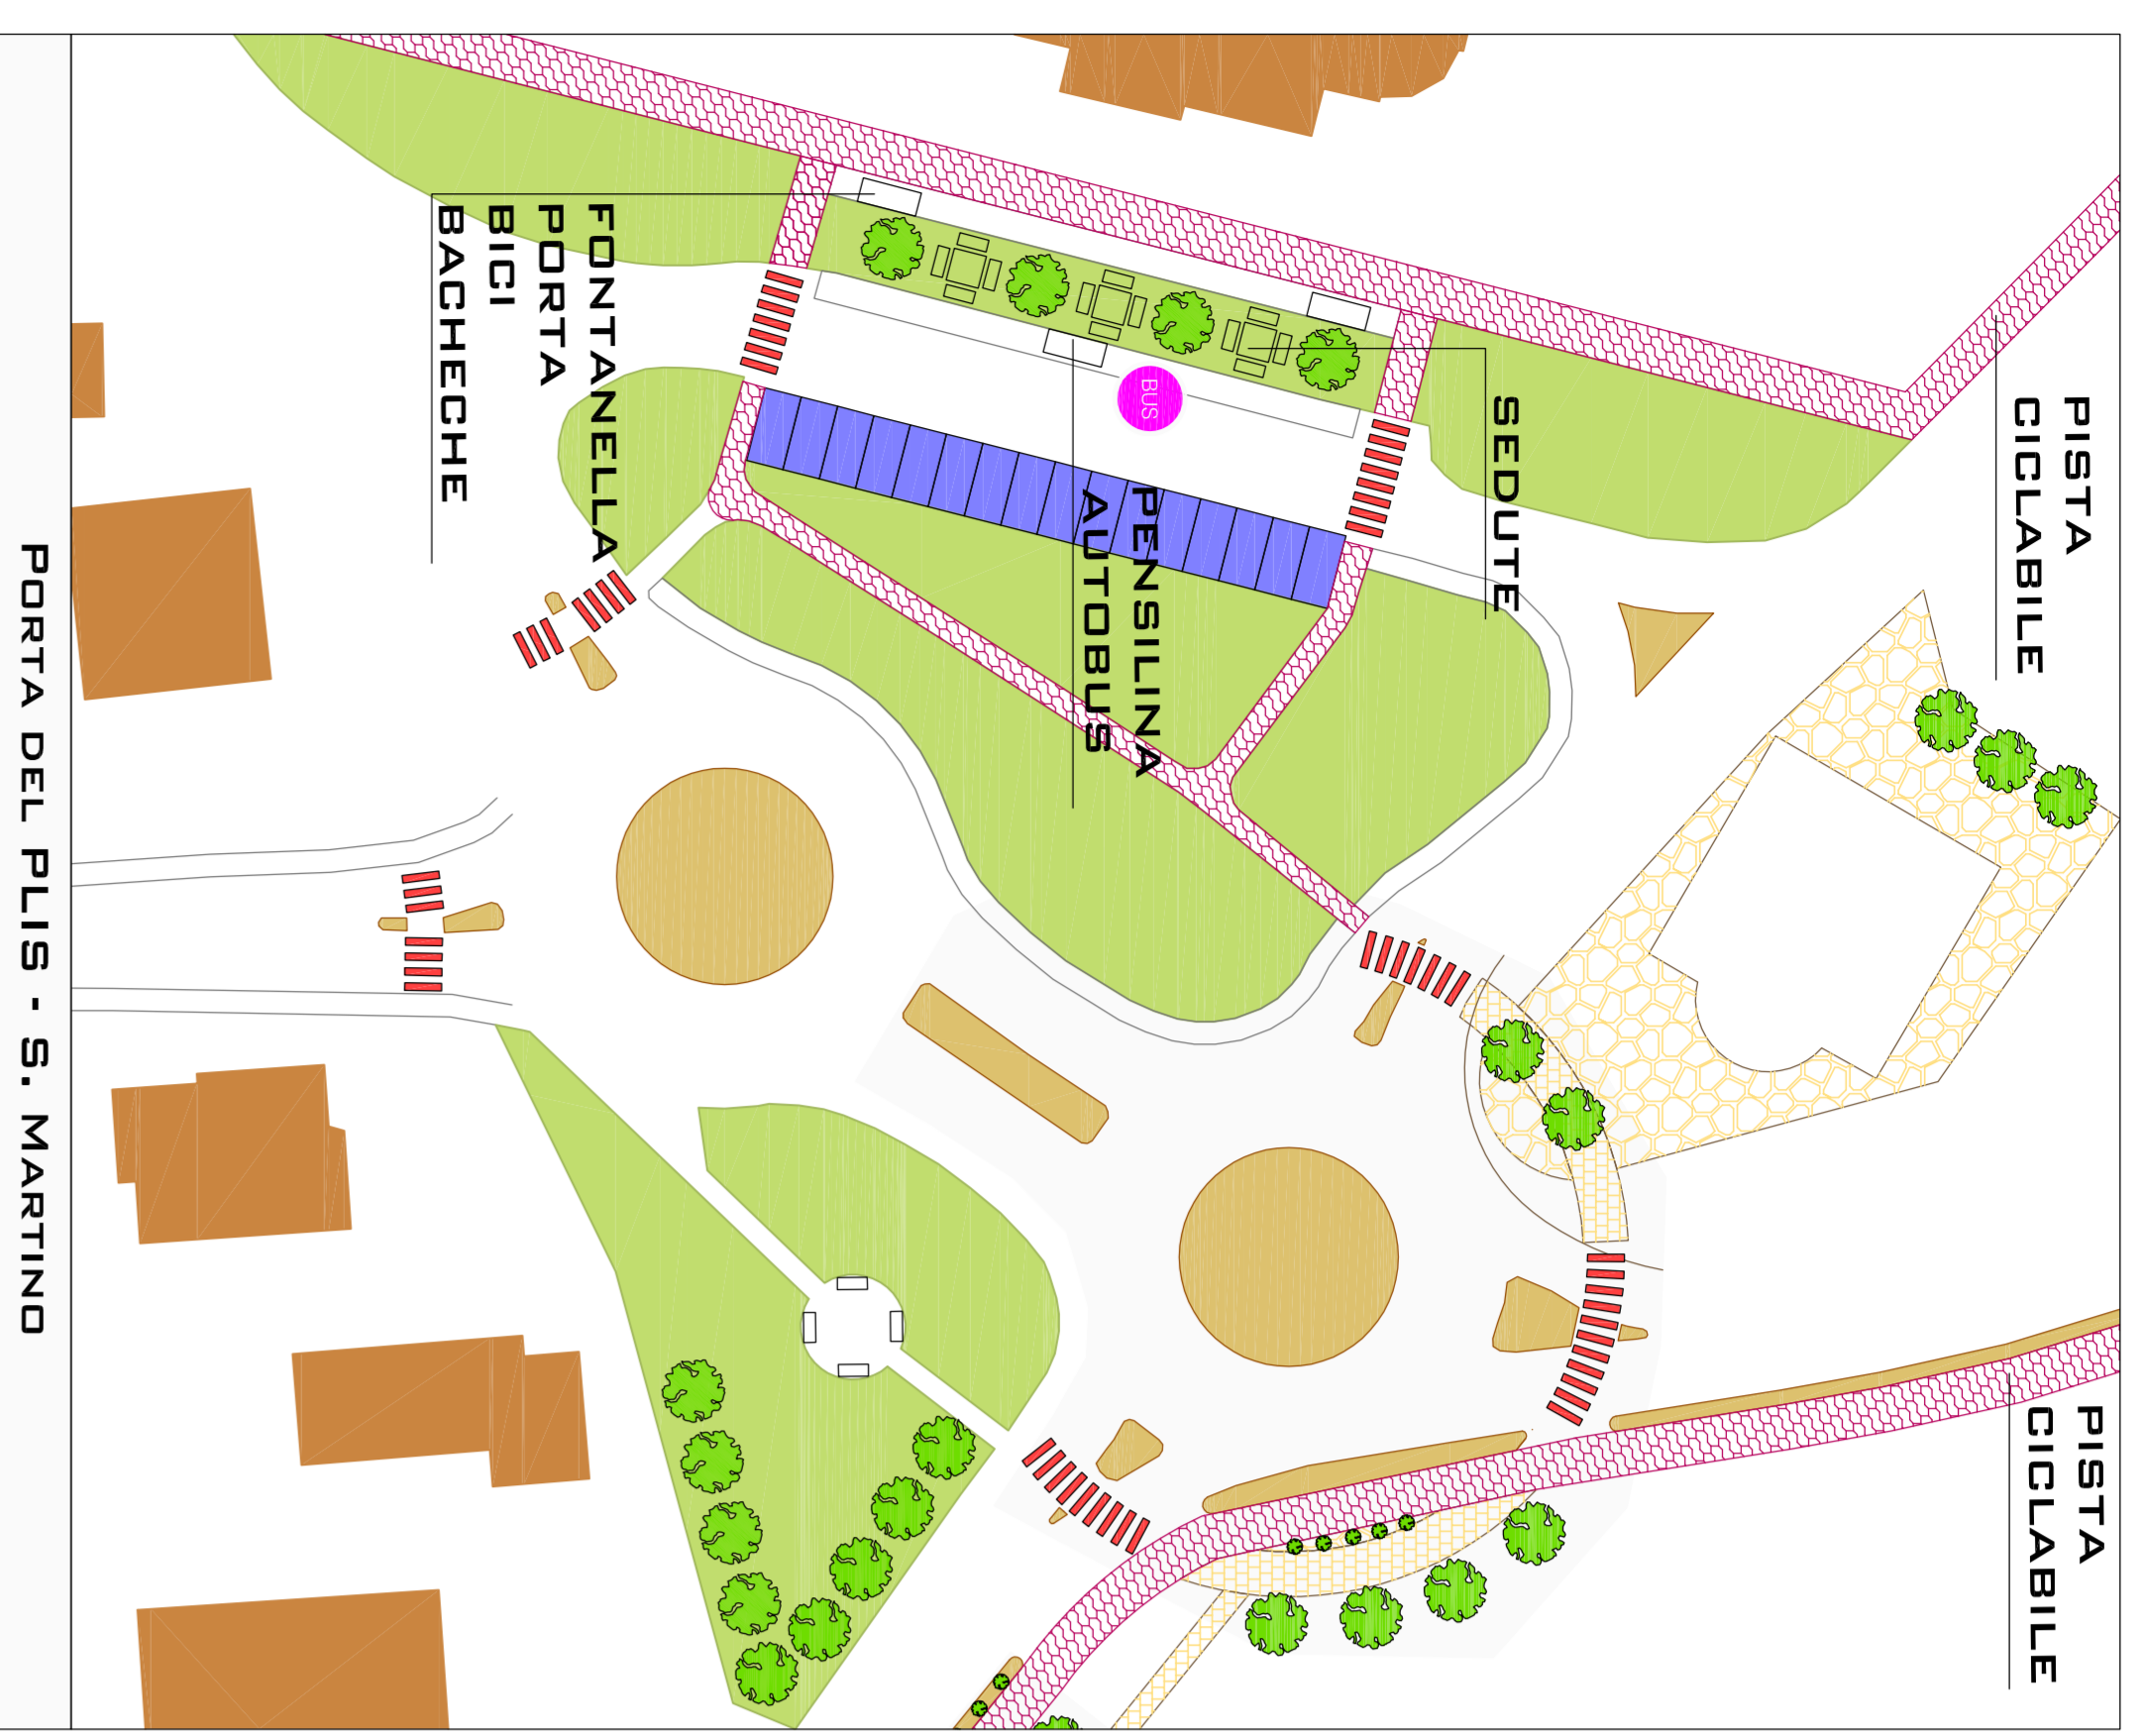 PORTA DEL PLIS - S. MARTINO
FONTANELLA
PORTA
BICI
BACHECHE
PENSILINA
AUTOBUS
BUS
SEDUTE
PISTA
CICLABILE
PISTA
CICLABILE